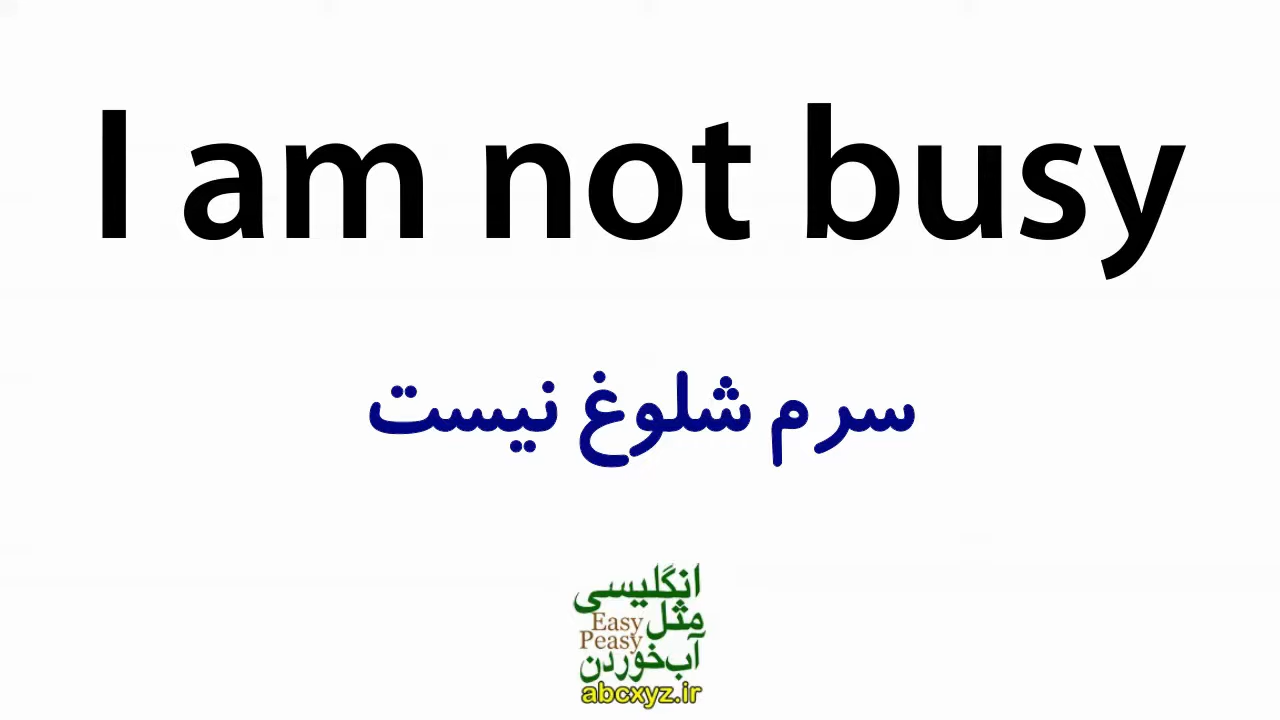 I am not busy
سرم شلوغ نیست
انگلیسی
مثل
Easy
Peasy
آب خوردن
abcxyz.ir